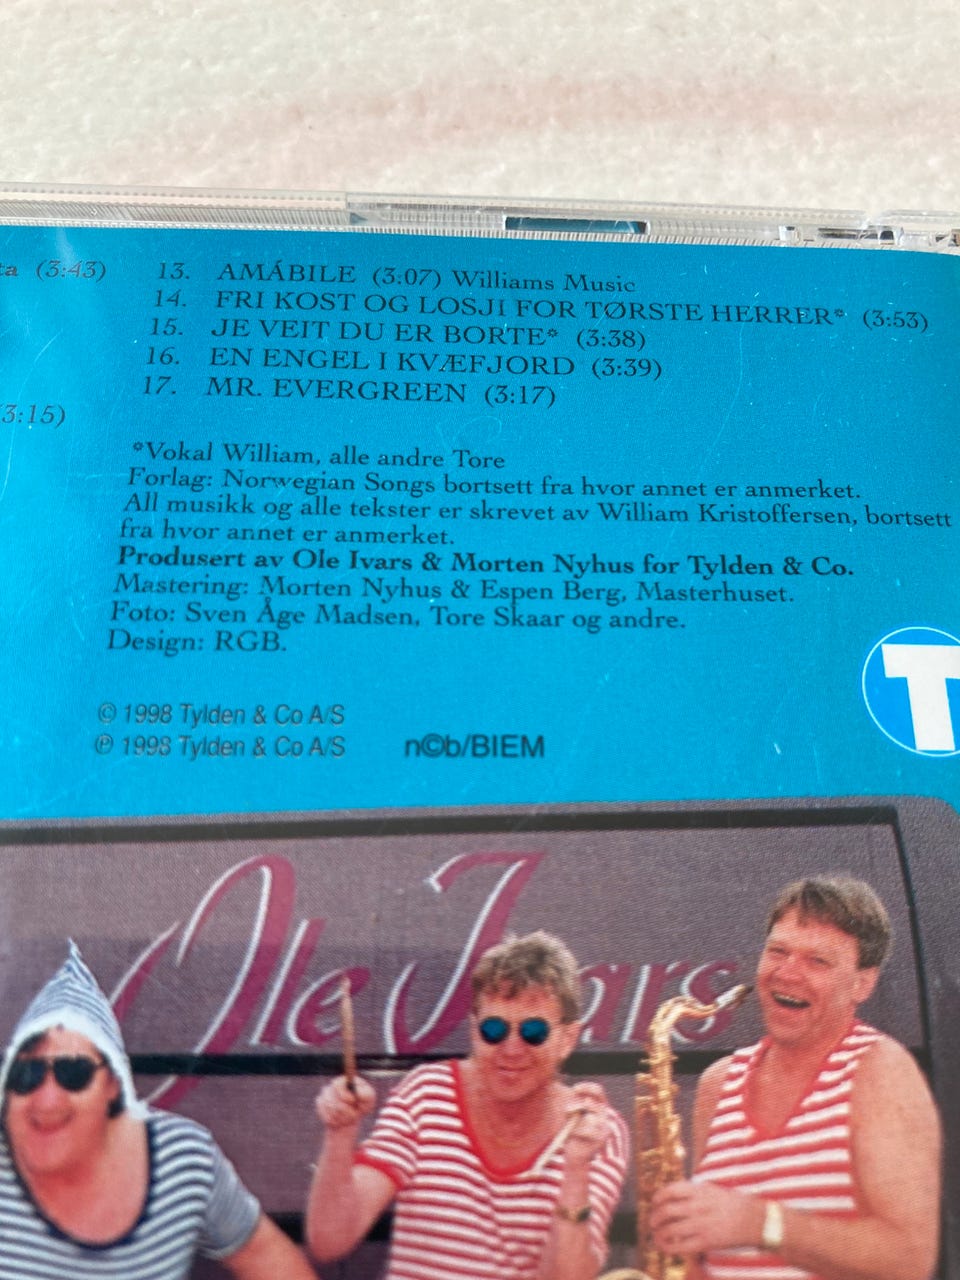 ta (3:43)
13. AMÁBILE (3:07) Williams Music
14. FRI KOST OG LOSJI FOR TØRSTE HERRER* (3:53)
15. JE VEIT DU ER BORTE* (3:38)
16. EN ENGEL I KVÆFJORD (3:39)
17. MR. EVERGREEN (3:17)
(3:15)
*Vokal William, alle andre Tore
Forlag: Norwegian Songs bortsett fra hvor annet er anmerket.
All musikk og alle tekster er skrevet av William Kristoffersen, bortsett
fra hvor annet er anmerket.
Produsert av Ole Ivars & Morten Nyhus for Tylden & Co.
Mastering: Morten Nyhus & Espen Berg, Masterhuset.
Foto: Sven Åge Madsen, Tore Skaar og andre.
Design: RGB.
© 1998 Tylden & Co A/S
℗ 1998 Tylden & Co A/S
n©b/BIEM
T
Ole Ivars